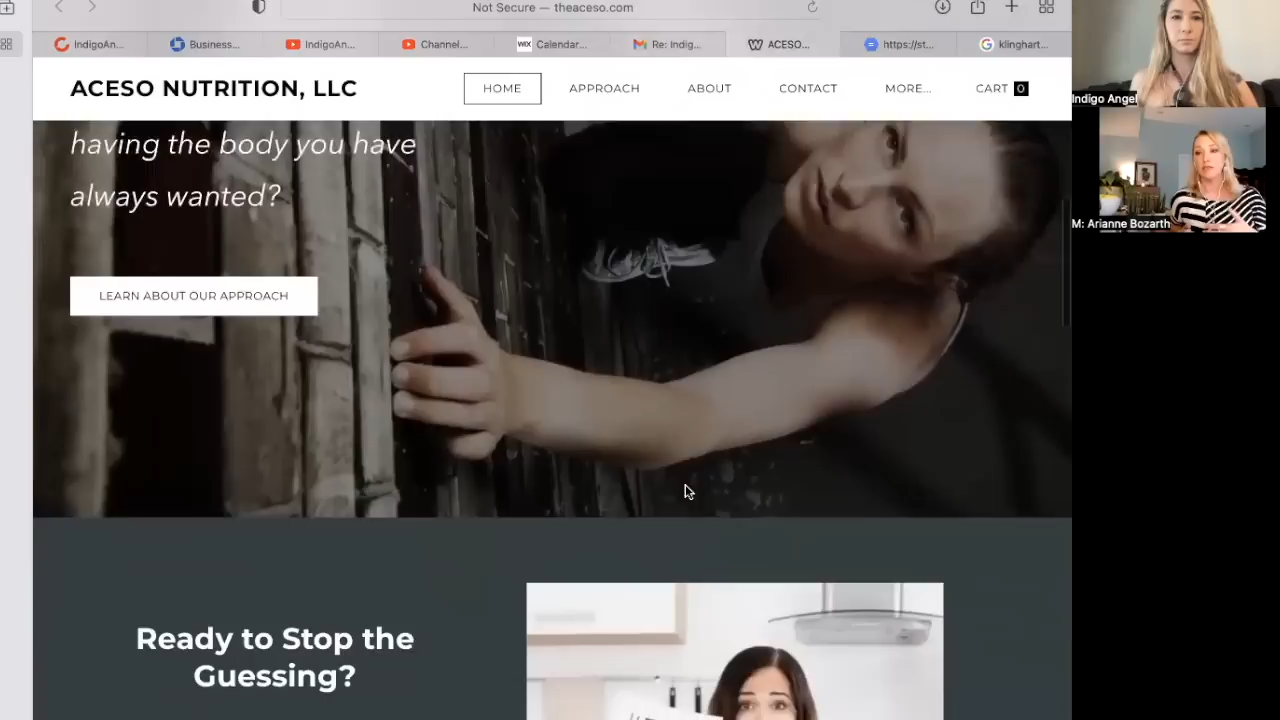 Not Secure — theaceso.com
IndigoAn...
Business...
IndigoAn...
Channel...
WIX Calendar...
Re: Indig...
ACESO...
https://st...
klinghart...
ACESO NUTRITION, LLC
HOME
APPROACH
ABOUT
CONTACT
MORE...
CART 0
having the body you have
always wanted?
LEARN ABOUT OUR APPROACH
Ready to Stop the
Guessing?
Indigo Angel
M: Arianne Bozarth